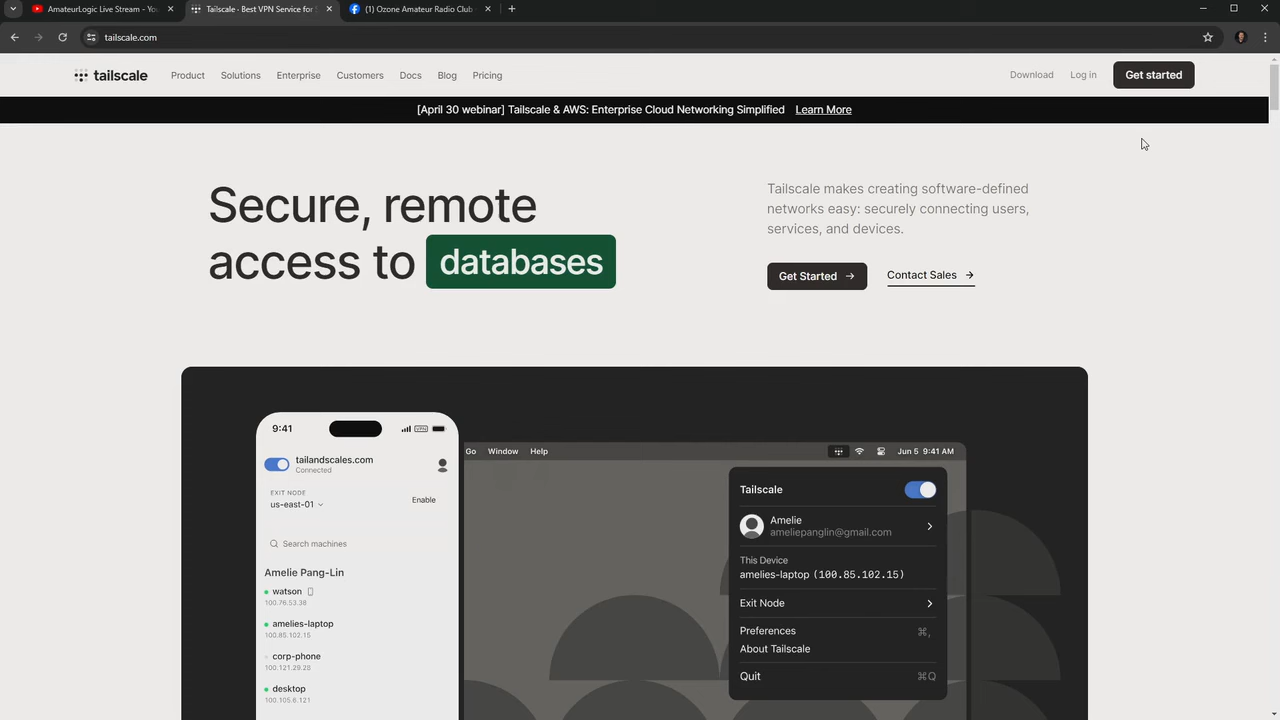 AmateurLogic Live Stream - You
Tailscale · Best VPN Service for S
(1) Ozone Amateur Radio Club
tailscale.com
tailscale
Product
Solutions
Enterprise
Customers
Docs
Blog
Pricing
Download
Log in
Get started
[April 30 webinar] Tailscale & AWS: Enterprise Cloud Networking Simplified Learn More
Secure, remote
access to databases
Tailscale makes creating software-defined
networks easy: securely connecting users,
services, and devices.
Get Started →
Contact Sales →
9:41
VPN
tailandscales.com
Connected
EXIT NODE
us-east-01
Enable
Search machines
Amelie Pang-Lin
watson
100.76.53.38
amelies-laptop
100.85.102.15
corp-phone
100.121.29.28
desktop
100.105.6.121
Go
Window
Help
Jun 5 9:41 AM
Tailscale
Amelie
ameliepanglin@gmail.com
This Device
amelies-laptop (100.85.102.15)
Exit Node
Preferences
⌘,
About Tailscale
Quit
⌘Q